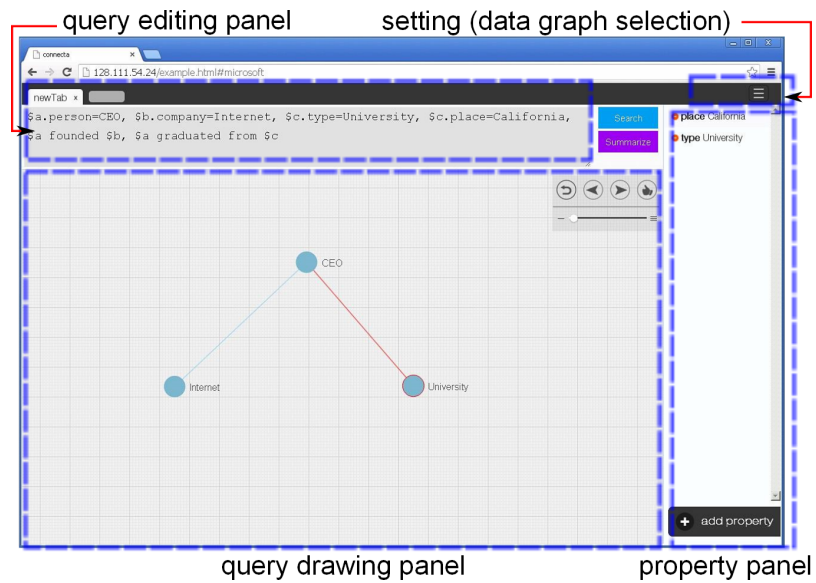 query editing panel
setting (data graph selection)
connecta ×
128.111.54.24/example.html#microsoft
newTab ×
$a.person=CEO, $b.company=Internet, $c.type=University, $c.place=California,
$a founded $b, $a graduated from $c
Search
Summarize
place California
type University
CEO
Internet
University
add property
query drawing panel
property panel